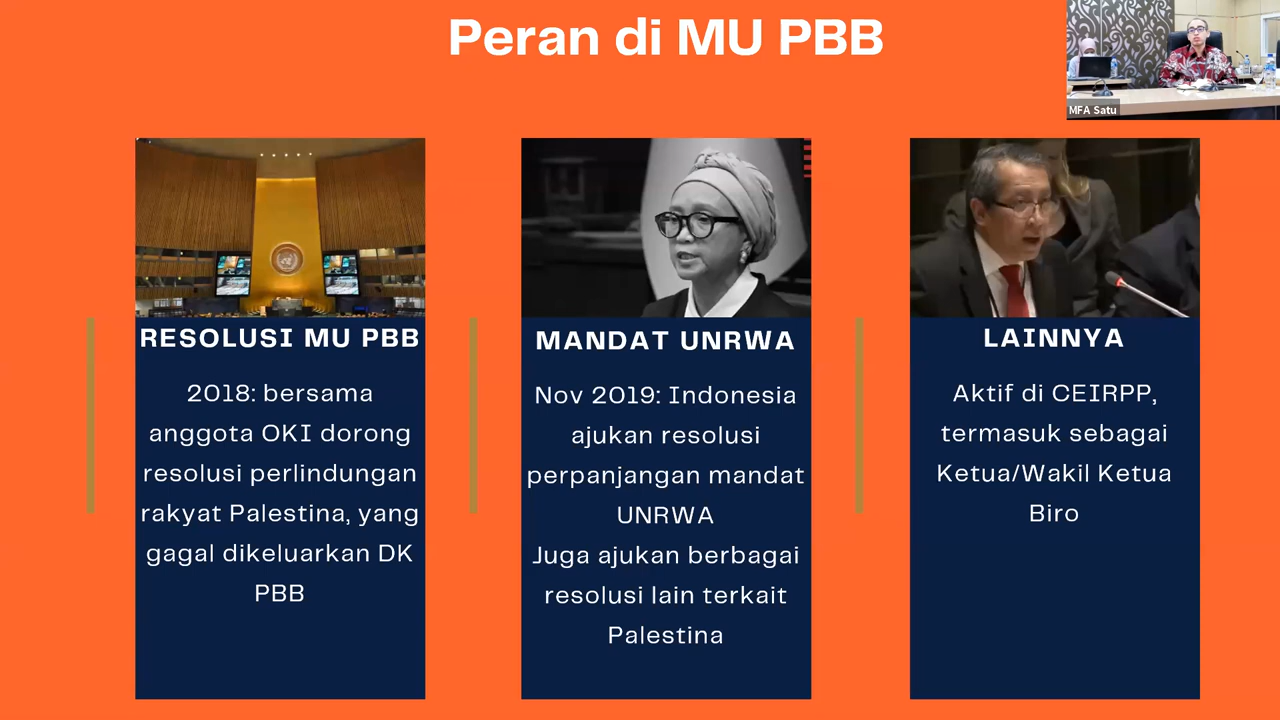 Peran di MU PBB
MFA Satu
RESOLUSI MU PBB
2018: bersama
anggota OKI dorong
resolusi perlindungan
rakyat Palestina, yang
gagal dikeluarkan DK
PBB
MANDAT UNRWA
Nov 2019: Indonesia
ajukan resolusi
perpanjangan mandat
UNRWA
Juga ajukan berbagai
resolusi lain terkait
Palestina
LAINNYA
Aktif di CEIRPP,
termasuk sebagai
Ketua/Wakil Ketua
Biro